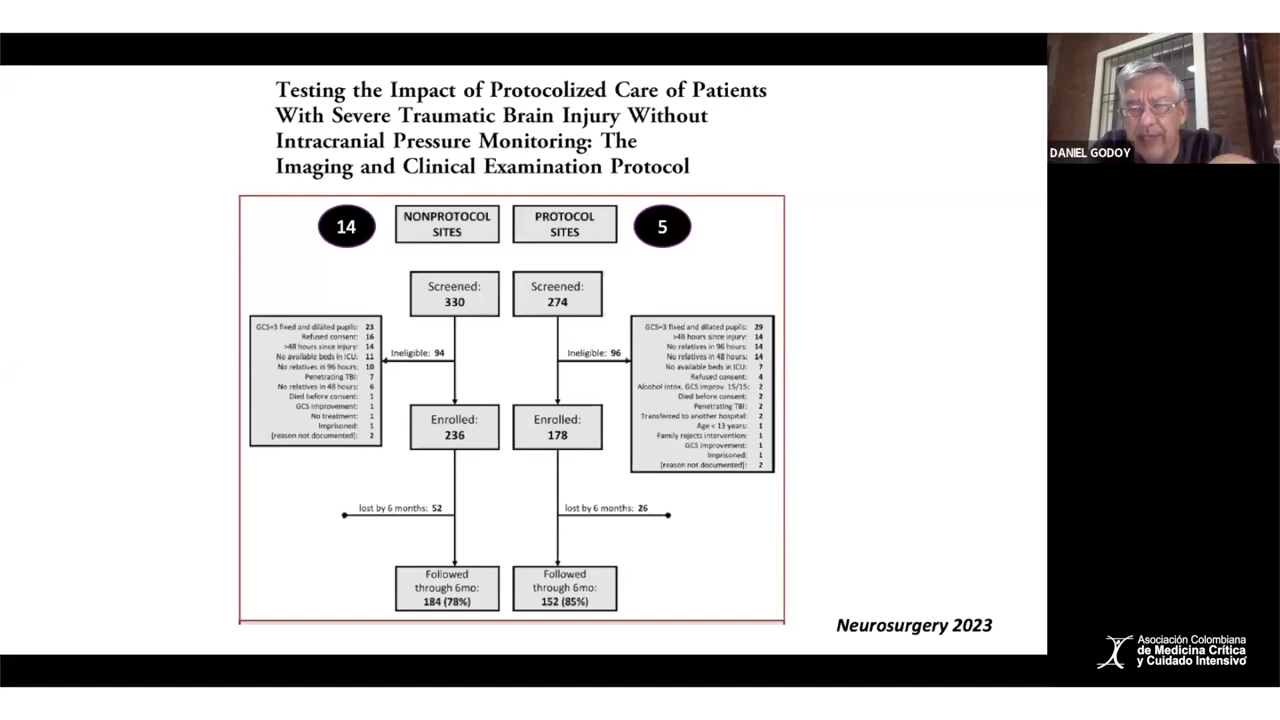 Testing the Impact of Protocolized Care of Patients
With Severe Traumatic Brain Injury Without
Intracranial Pressure Monitoring: The
Imaging and Clinical Examination Protocol
14
NONPROTOCOL
SITES
PROTOCOL
SITES
5
Screened:
330
Screened:
274
GCS=3 fixed and dilated pupils: 23
Refused consent: 16
>48 hours since injury: 14
No available beds in ICU: 11
No relatives in 96 hours: 10
Penetrating TBI: 7
No relatives in 48 hours: 6
Died before consent: 1
GCS improvement: 1
No treatment: 1
Imprisoned: 1
[reason not documented]: 2
Ineligible: 94
Ineligible: 96
GCS=3 fixed and dilated pupils: 29
>48 hours since injury: 14
No relatives in 96 hours: 14
No relatives in 48 hours: 14
No available beds in ICU: 7
Refused consent: 4
Alcohol intox. GCS improv. 15/15: 2
Died before consent: 2
Penetrating TBI: 2
Transferred to another hospital: 2
Age < 13 years: 1
Family rejects intervention: 1
GCS improvement: 1
Imprisoned: 1
[reason not documented]: 2
Enrolled:
236
Enrolled:
178
lost by 6 months: 52
lost by 6 months: 26
Followed
through 6mo:
184 (78%)
Followed
through 6mo:
152 (85%)
Neurosurgery 2023
DANIEL GODOY
Asociación Colombiana
de Medicina Crítica
y Cuidado Intensivo